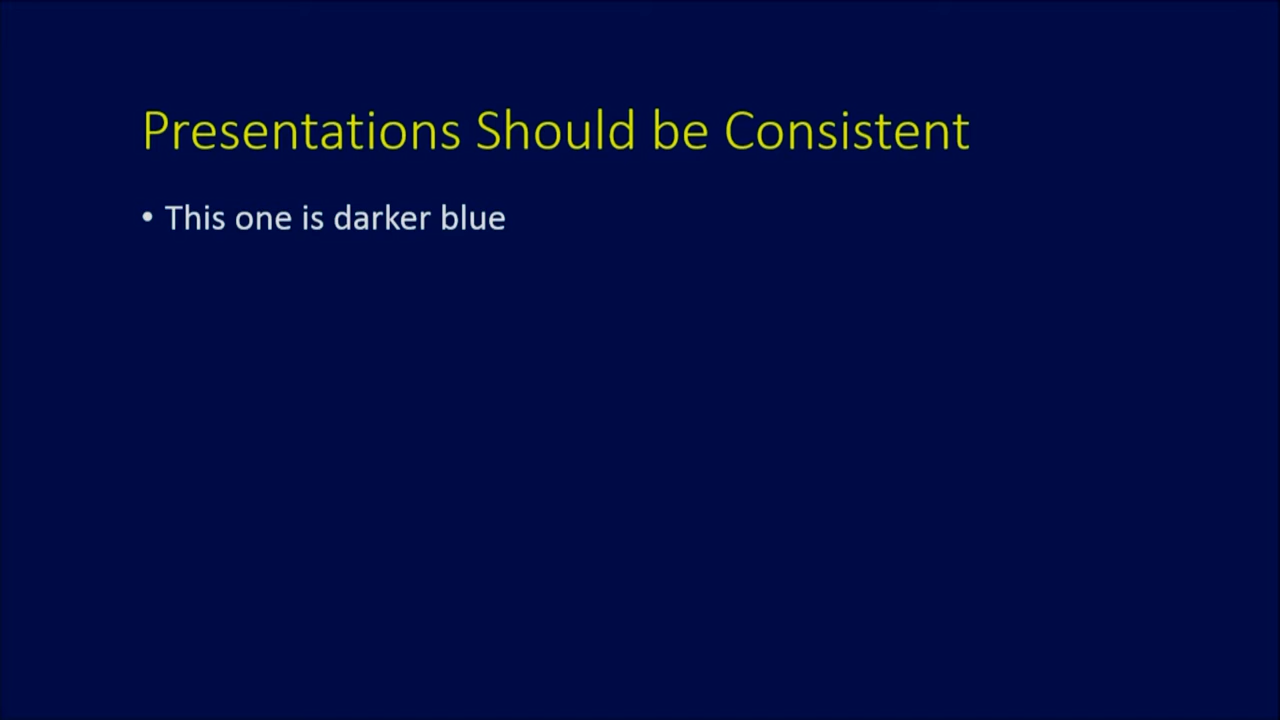 Presentations Should be Consistent
• This one is darker blue